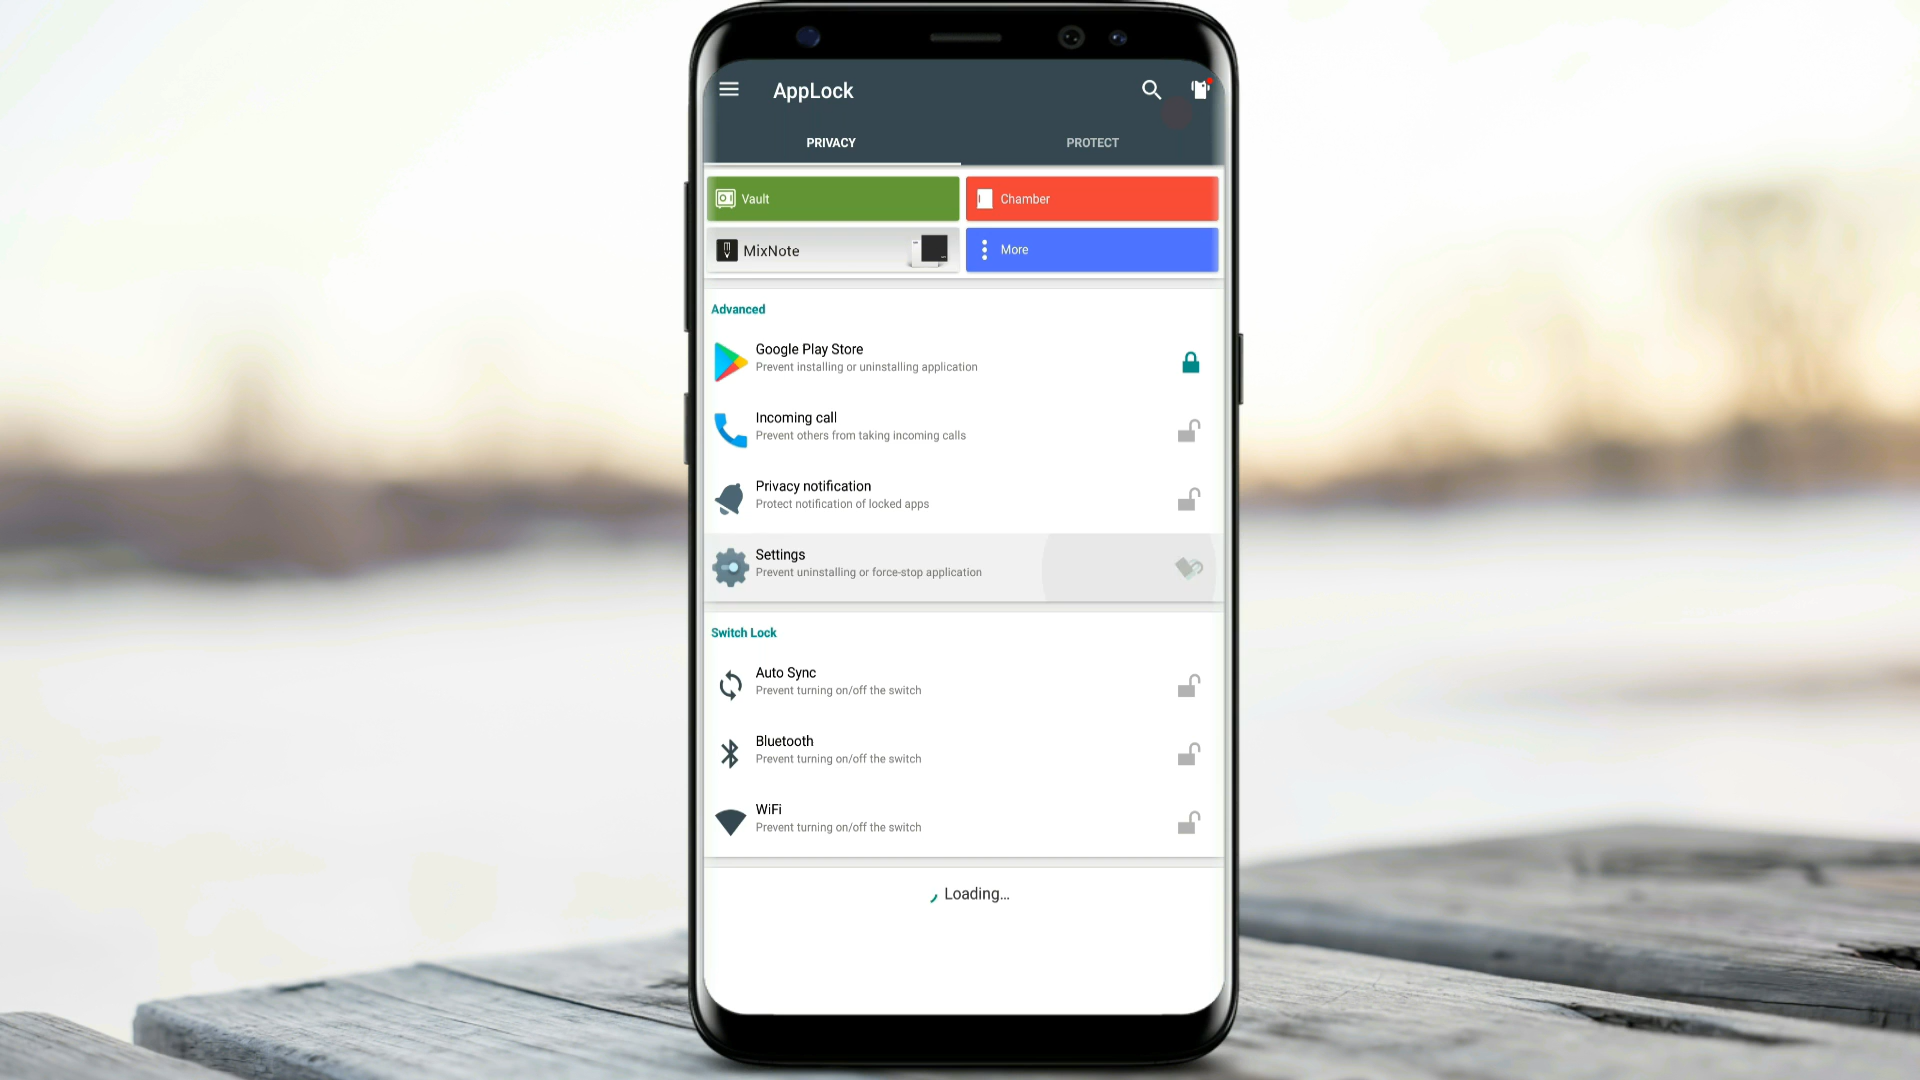 AppLock
PRIVACY
PROTECT
Vault
Chamber
MixNote
More
Advanced
Google Play Store
Prevent installing or uninstalling application
Incoming call
Prevent others from taking incoming calls
Privacy notification
Protect notification of locked apps
Settings
Prevent uninstalling or force-stop application
Switch Lock
Auto Sync
Prevent turning on/off the switch
Bluetooth
Prevent turning on/off the switch
WiFi
Prevent turning on/off the switch
Loading...